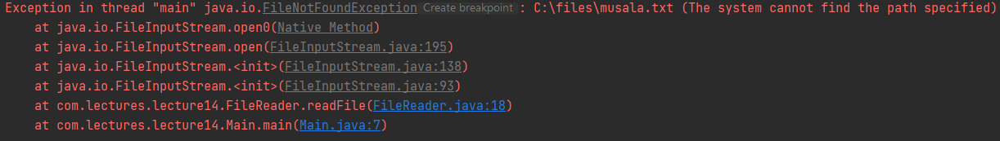 Exception in thread "main" java.io.FileNotFoundException Create breakpoint : C:\files\musala.txt (The system cannot find the path specified)
at java.io.FileInputStream.open0(Native Method)
at java.io.FileInputStream.open(FileInputStream.java:195)
at java.io.FileInputStream.<init>(FileInputStream.java:138)
at java.io.FileInputStream.<init>(FileInputStream.java:93)
at com.lectures.lecture14.FileReader.readFile(FileReader.java:18)
at com.lectures.lecture14.Main.main(Main.java:7)